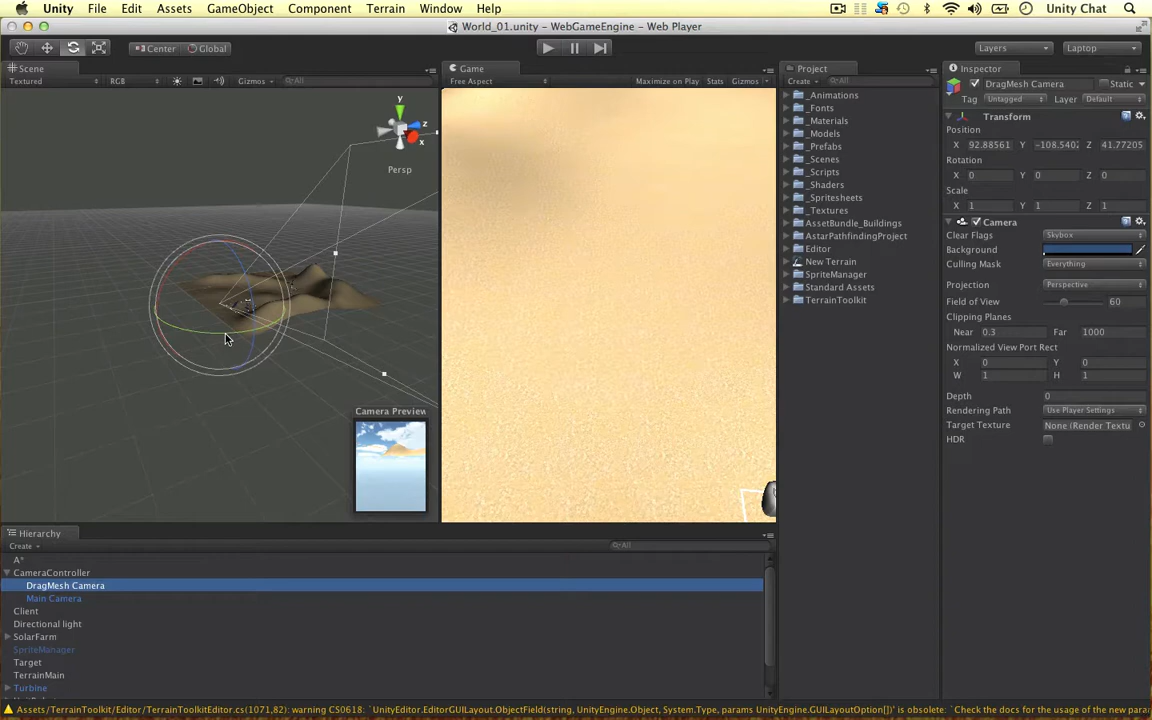 Unity File Edit Assets GameObject Component Terrain Window Help Unity Chat
World_01.unity – WebGameEngine – Web Player
Center Global Layers Laptop
Scene
Textured RGB Gizmos All
y
z
x
Persp
Camera Preview
Game
Free Aspect Maximize on Play Stats Gizmos
Project
Create All
_Animations
_Fonts
_Materials
_Models
_Prefabs
_Scenes
_Scripts
_Shaders
_Spritesheets
_Textures
AssetBundle_Buildings
AstarPathfindingProject
Editor
New Terrain
SpriteManager
Standard Assets
TerrainToolkit
Inspector
DragMesh Camera Static
Tag Untagged Layer Default
Transform
Position
X 92.88561 Y -108.5402 Z 41.77205
Rotation
X 0 Y 0 Z 0
Scale
X 1 Y 1 Z 1
Camera
Clear Flags Skybox
Background
Culling Mask Everything
Projection Perspective
Field of View 60
Clipping Planes
Near 0.3 Far 1000
Normalized View Port Rect
X 0 Y 0
W 1 H 1
Depth 0
Rendering Path Use Player Settings
Target Texture None (Render Textu
HDR
Hierarchy
Create All
A*
CameraController
DragMesh Camera
Main Camera
Client
Directional light
SolarFarm
SpriteManager
Target
TerrainMain
Turbine
Assets/TerrainToolkit/Editor/TerrainToolkitEditor.cs(1071,82): warning CS0618: `UnityEditor.EditorGUILayout.ObjectField(string, UnityEngine.Object, System.Type, params UnityEngine.GUILayoutOption[])' is obsolete: `Check the docs for the usage of the new para